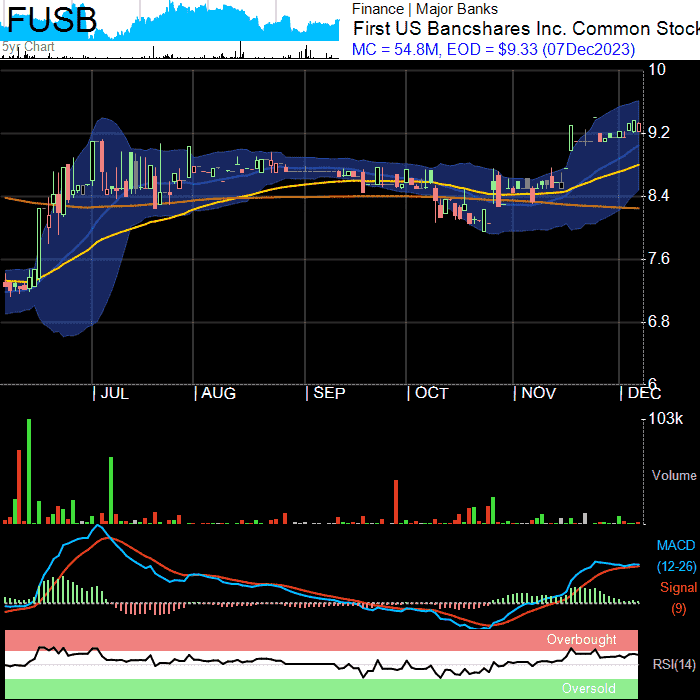 FUSB
5yr Chart
Finance | Major Banks
First US Bancshares Inc. Common Stock
MC = 54.8M, EOD = $9.33 (07Dec2023)
10
9.2
8.4
7.6
6.8
6
JUL
AUG
SEP
OCT
NOV
DEC
103k
Volume
MACD
(12-26)
Signal
(9)
Overbought
RSI(14)
Oversold